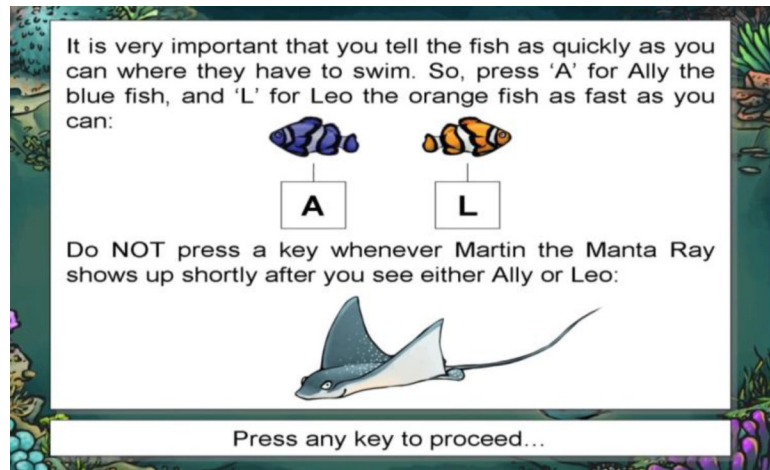 It is very important that you tell the fish as quickly as you
can where they have to swim. So, press ‘A’ for Ally the
blue fish, and ‘L’ for Leo the orange fish as fast as you
can:
A
L
Do NOT press a key whenever Martin the Manta Ray
shows up shortly after you see either Ally or Leo:
Press any key to proceed...